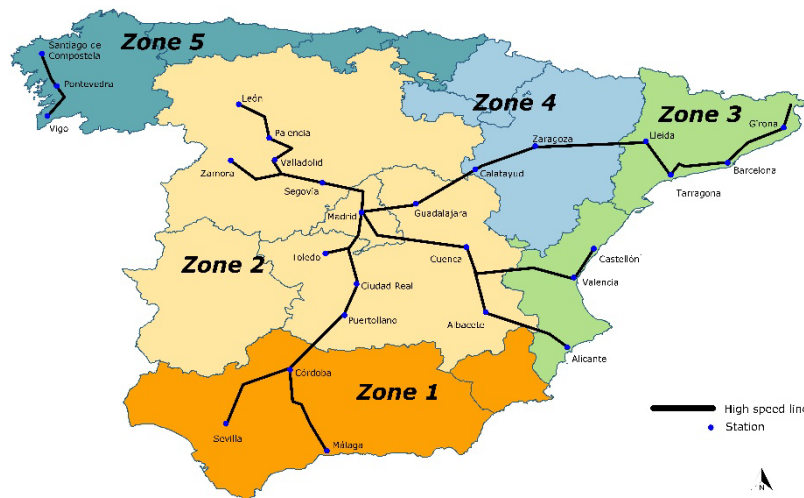 Zone 5
Santiago de
Compostela
Pontevedra
Vigo
León
Palencia
Zamora
Valladolid
Segovia
Zone 4
Zaragoza
Calatayud
Zone 3
Girona
Lleida
Barcelona
Tarragona
Madrid
Guadalajara
Zone 2
Toledo
Cuenca
Castellón
Valencia
Ciudad Real
Puertollano
Albacete
Alicante
Córdoba
Zone 1
Sevilla
Málaga
High speed line
Station
N